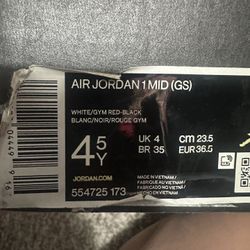 AIR JORDAN 1 MID (GS)
WHITE/GYM RED-BLACK
BLANC/NOIR/ROUGE GYM
4.5Y
UK 4 cm 23.5
BR 35 EUR 36.5
JORDAN.COM
554725 173
MADE IN VIETNAM /
FABRIQUÉ AU VIETNAM /
FEITO NO VIETNAM /
HECHO EN VIETNAM